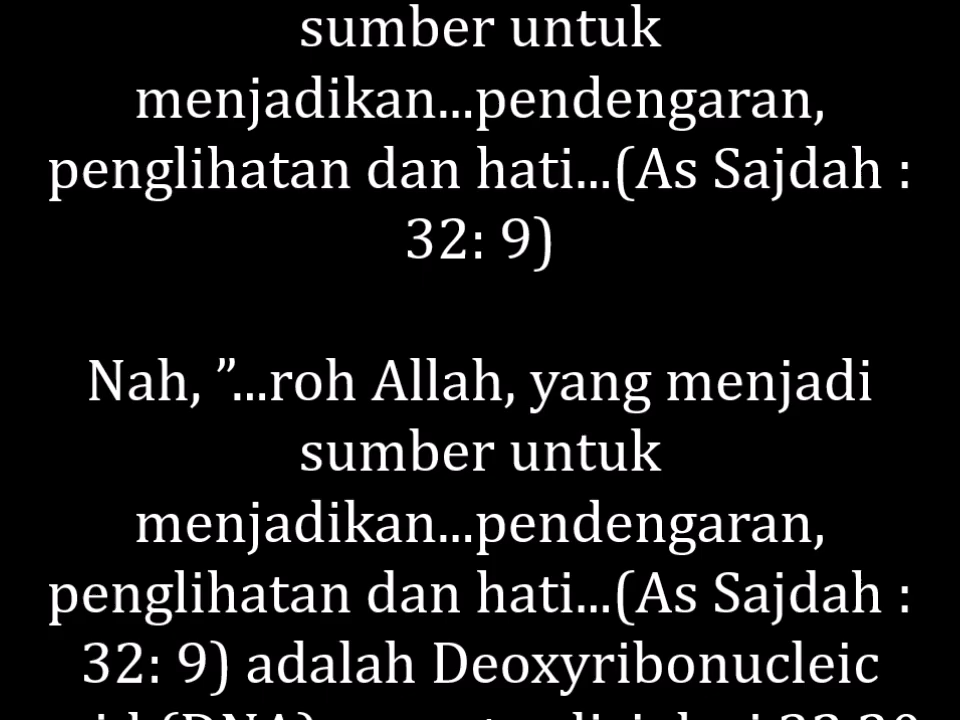 sumber untuk
menjadikan...pendengaran,
penglihatan dan hati...(As Sajdah :
32: 9)
Nah, ”...roh Allah, yang menjadi
sumber untuk
menjadikan...pendengaran,
penglihatan dan hati...(As Sajdah :
32: 9) adalah Deoxyribonucleic
(DNA)